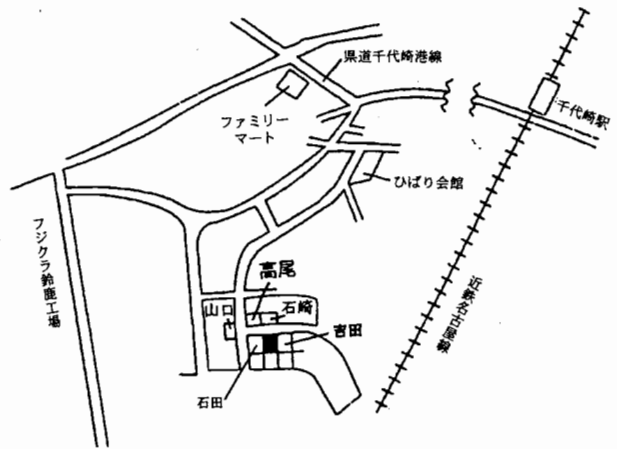 県道千代崎港線
ファミリー
マート
千代崎駅
ひばり会館
フジクラ鈴鹿工場
近鉄名古屋線
高尾
石崎
山口
吉田
石田